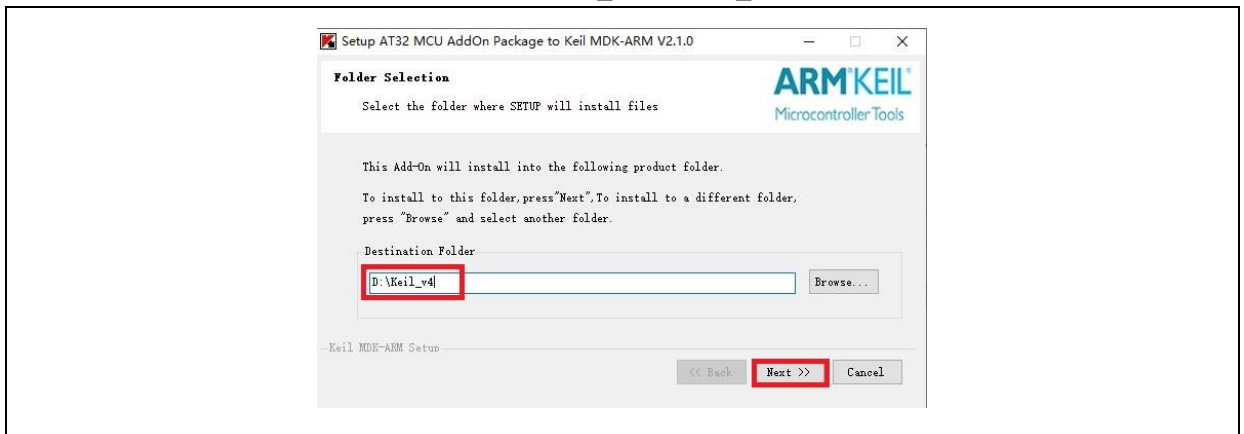 Setup AT32 MCU AddOn Package to Keil MDK-ARM V2.1.0
Folder Selection
Select the folder where SETUP will install files
ARM KEIL
Microcontroller Tools
This Add-On will install into the following product folder.
To install to this folder,press"Next",To install to a different folder,
press "Browse" and select another folder.
Destination Folder
D:\Keil_v4
Browse...
Keil MDK-ARM Setup
<< Back
Next >>
Cancel